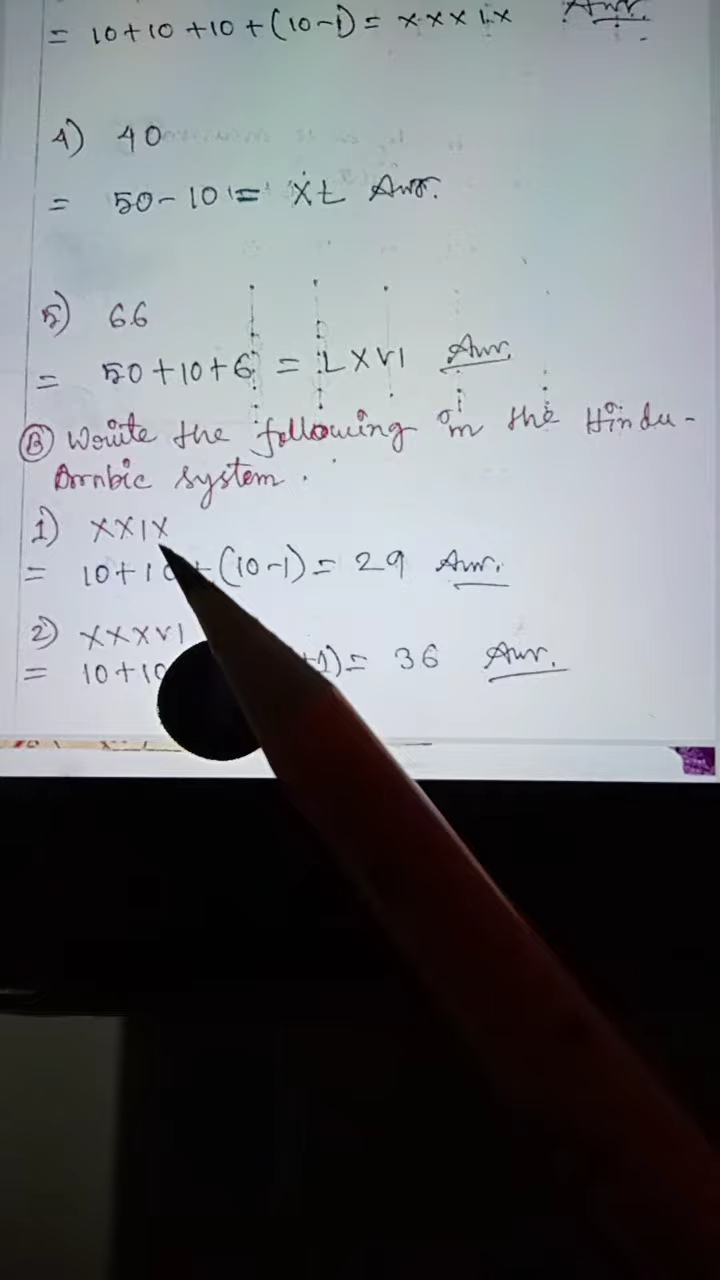 = 10+10+10+(10-1) = XXXIX Ans.
4) 40
= 50-10 = XL Ans.
5) 66
= 50+10+6 = LXVI Ans.
(B) Write the following in the Hindu-
Arabic system.
1) XXIX
= 10+10+(10-1) = 29 Ans.
2) XXXVI
= 10+10 +1) = 36 Ans.